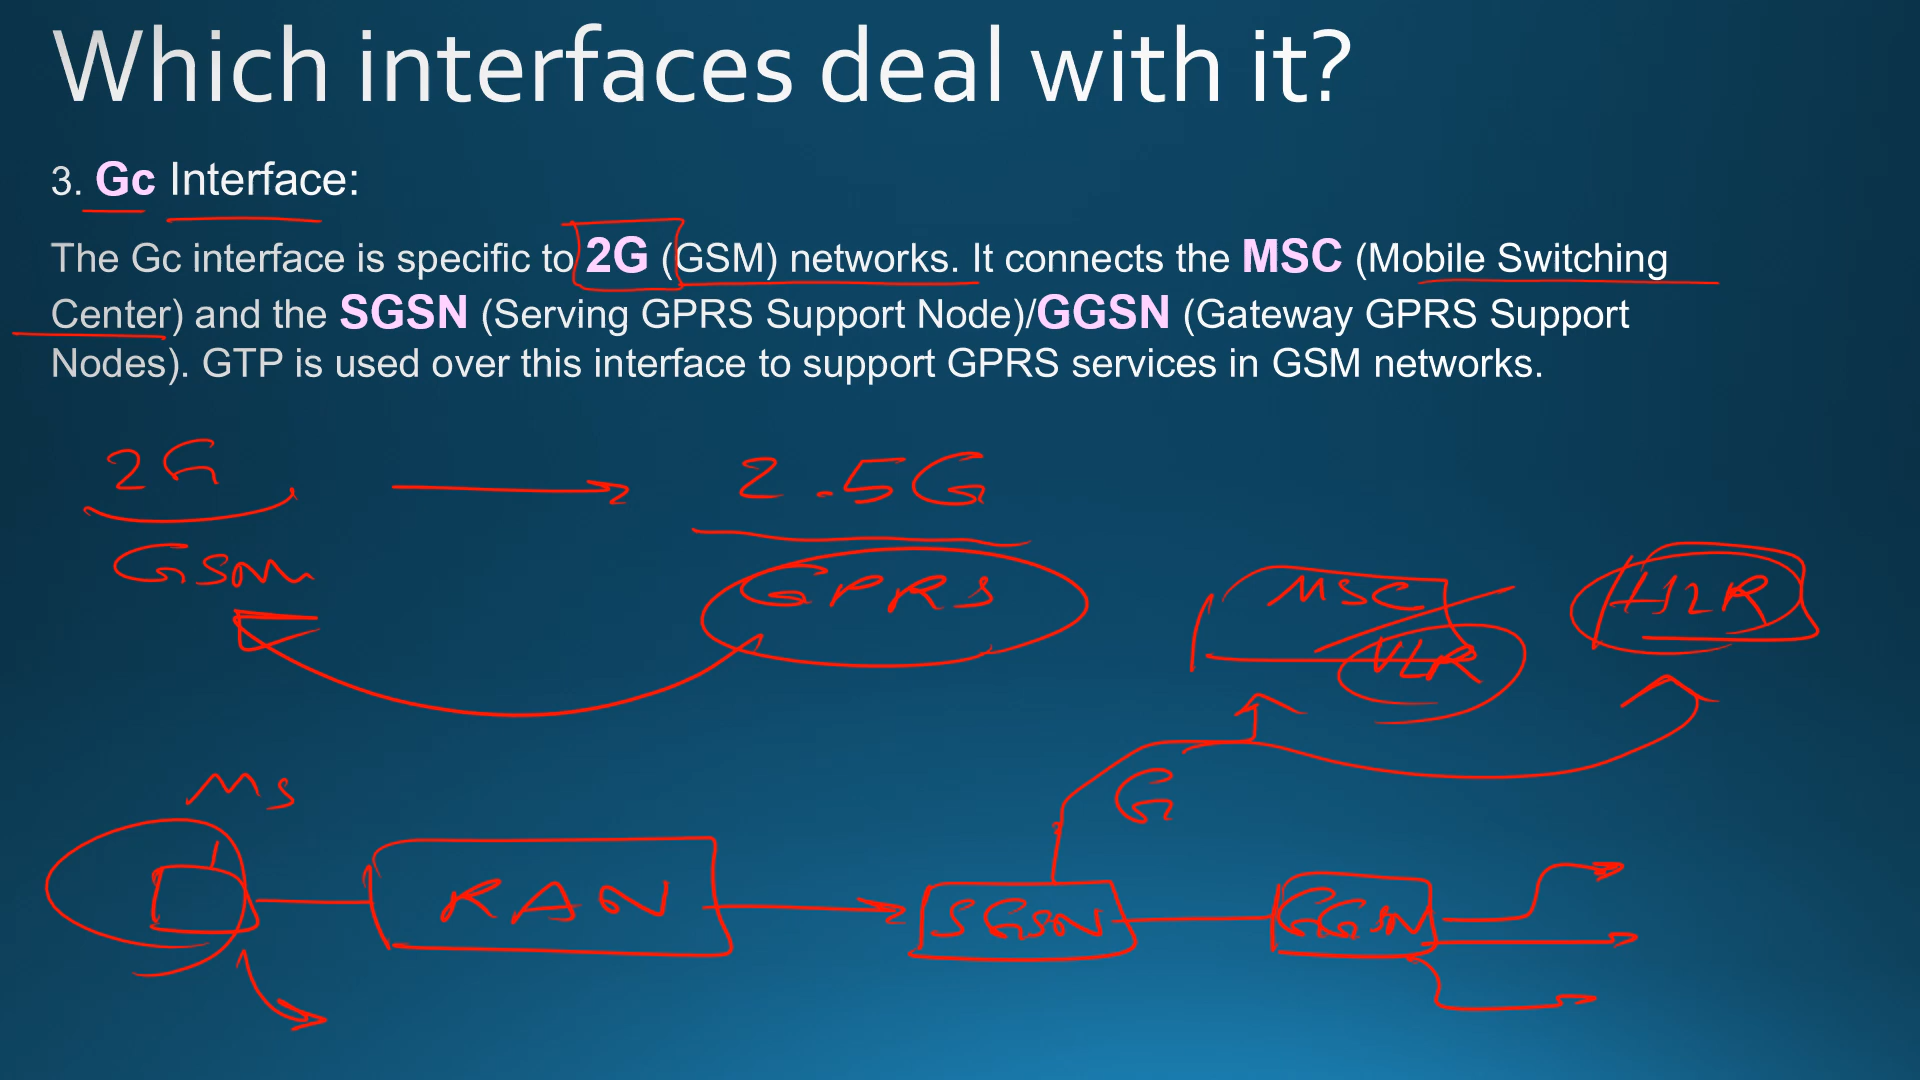 Which interfaces deal with it?
3. Gc Interface:
The Gc interface is specific to 2G (GSM) networks. It connects the MSC (Mobile Switching
Center) and the SGSN (Serving GPRS Support Node)/GGSN (Gateway GPRS Support
Nodes). GTP is used over this interface to support GPRS services in GSM networks.
2G
2.5G
GSM
GPRS
MSC
HLR
VLR
MS
G
RAN
SGSN
GGSN